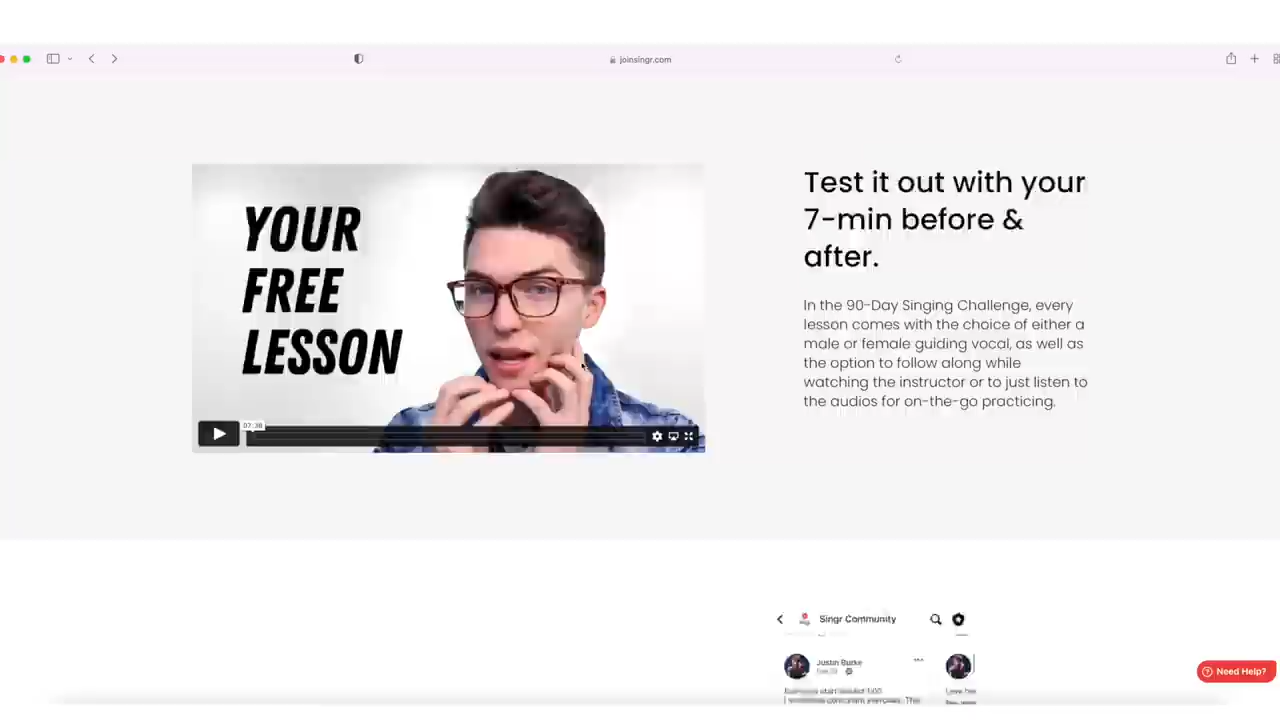 joinsingr.com
YOUR
FREE
LESSON
07:38
Test it out with your
7-min before &
after.
In the 90-Day Singing Challenge, every
lesson comes with the choice of either a
male or female guiding vocal, as well as
the option to follow along while
watching the instructor or to just listen to
the audios for on-the-go practicing.
Singr Community
Justin Burke
Need Help?